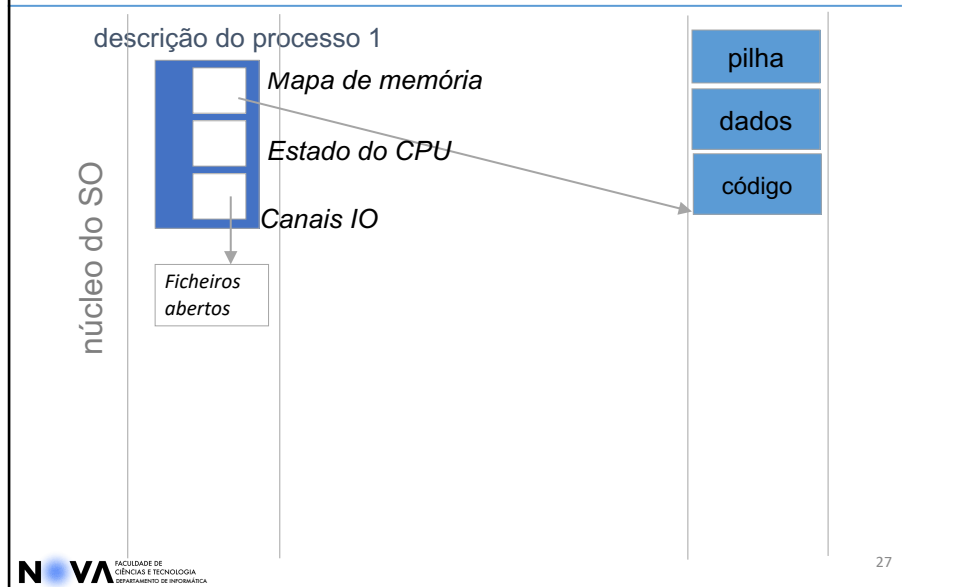 descrição do processo 1
Mapa de memória
Estado do CPU
Canais IO
Ficheiros
abertos
núcleo do SO
pilha
dados
código
NOVA FACULDADE DE
CIÊNCIAS E TECNOLOGIA
DEPARTAMENTO DE INFORMÁTICA
27